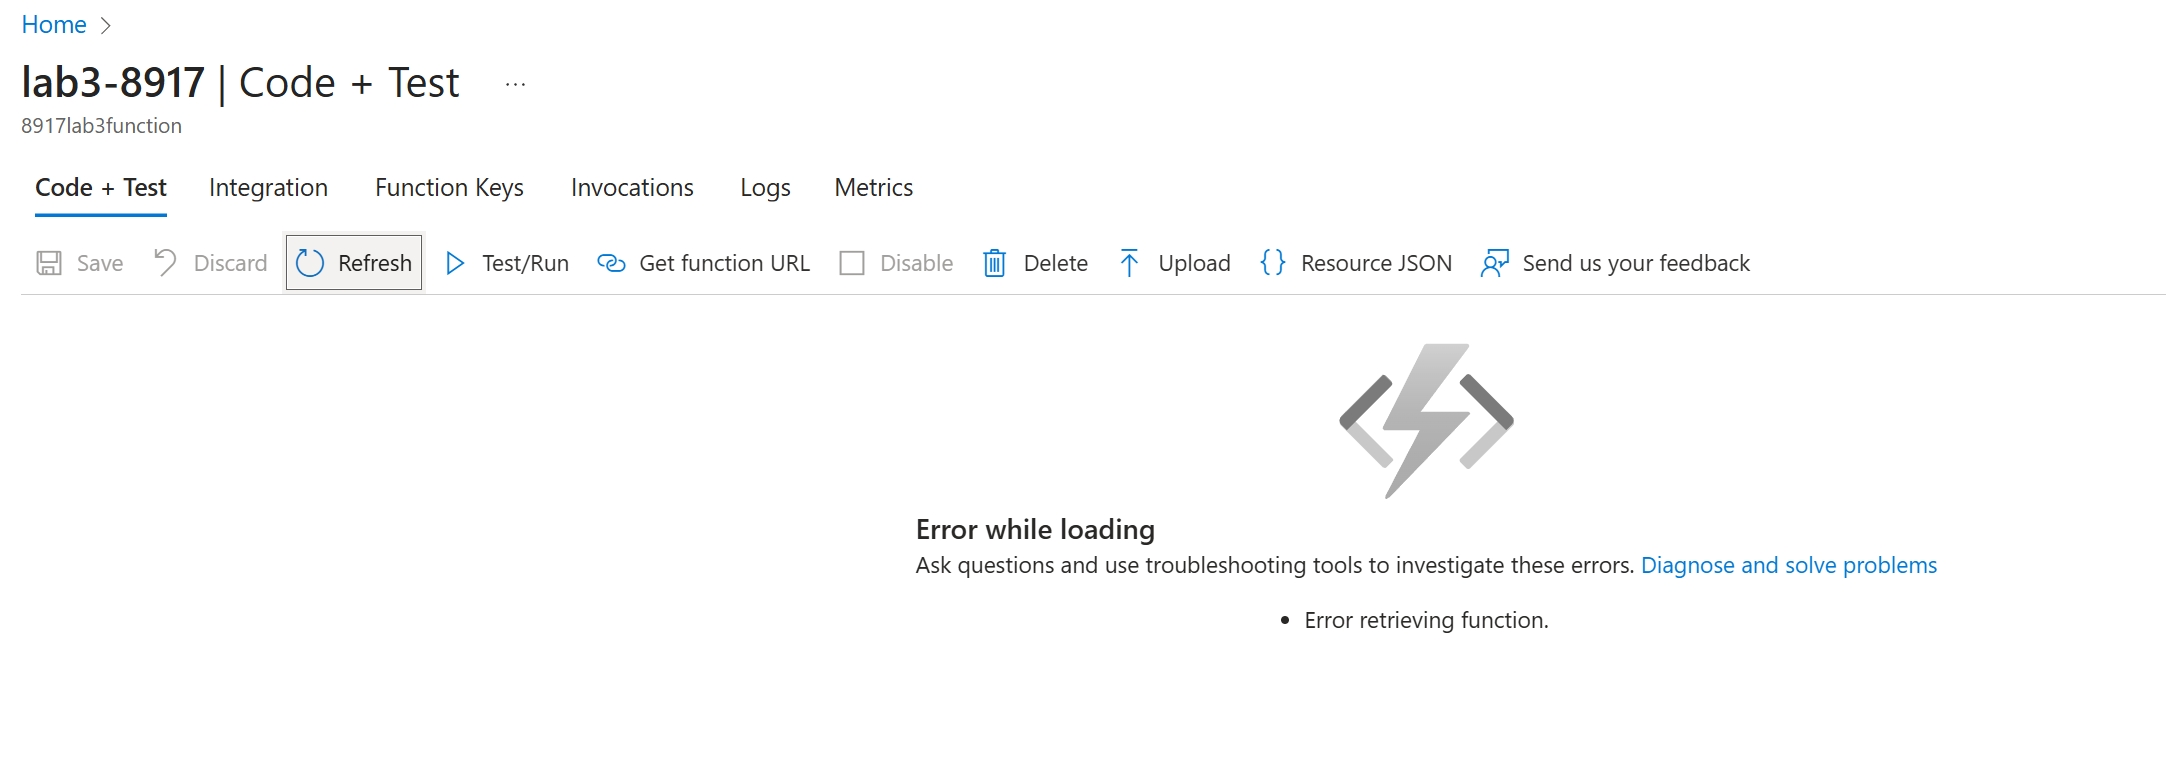 Home
lab3-8917 | Code + Test ...
8917lab3function
Code + Test Integration Function Keys Invocations Logs Metrics
Save Discard Refresh Test/Run Get function URL Disable Delete Upload {} Resource JSON Send us your feedback
Error while loading
Ask questions and use troubleshooting tools to investigate these errors. Diagnose and solve problems
• Error retrieving function.